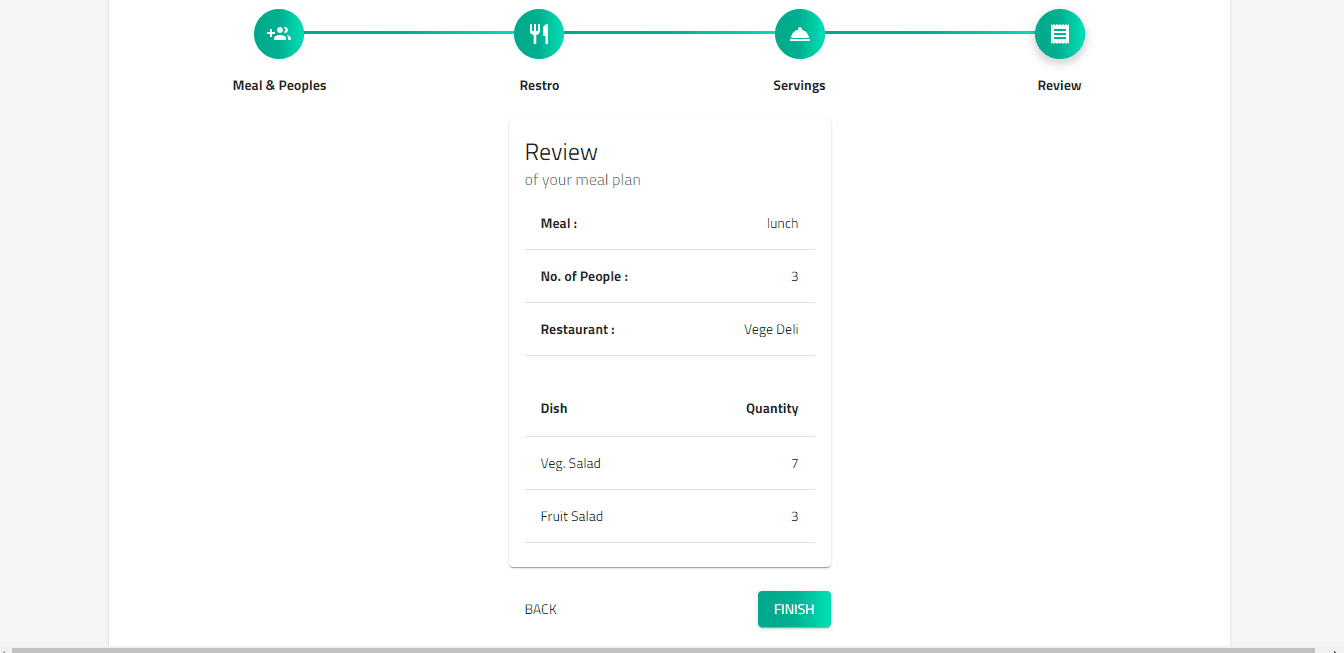 Meal & Peoples Restro Servings Review
Review
of your meal plan
Meal : lunch
No. of People : 3
Restaurant : Vege Deli
Dish Quantity
Veg. Salad 7
Fruit Salad 3
BACK FINISH